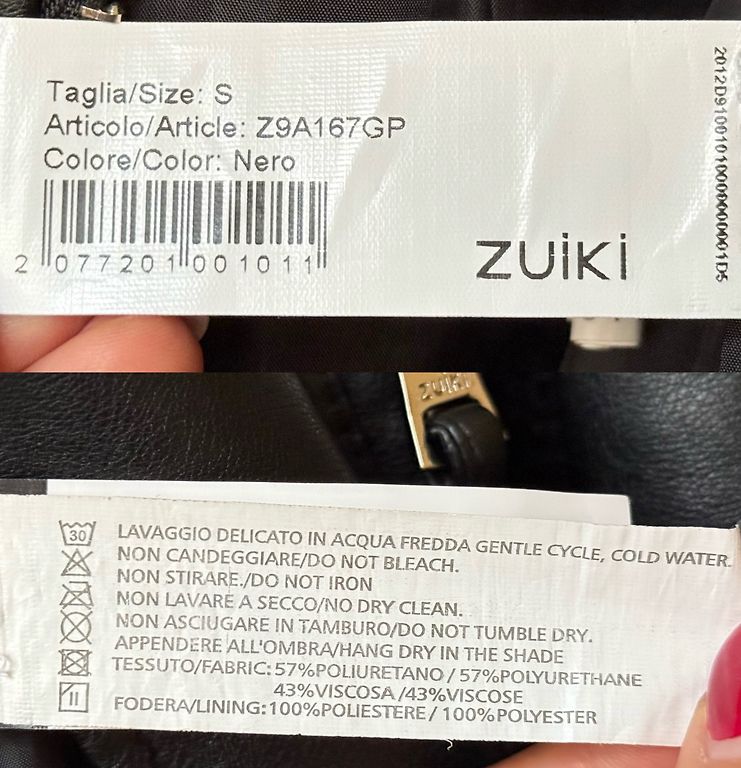 Taglia/Size: S
Articolo/Article: Z9A167GP
Colore/Color: Nero
2 077201 001011
zuiki
zuiki
30
LAVAGGIO DELICATO IN ACQUA FREDDA GENTLE CYCLE, COLD WATER.
NON CANDEGGIARE/DO NOT BLEACH.
NON STIRARE./DO NOT IRON
NON LAVARE A SECCO/NO DRY CLEAN.
NON ASCIUGARE IN TAMBURO/DO NOT TUMBLE DRY.
APPENDERE ALL'OMBRA/HANG DRY IN THE SHADE
TESSUTO/FABRIC: 57%POLIURETANO / 57%POLYURETHANE
43%VISCOSA /43%VISCOSE
FODERA/LINING:100%POLIESTERE / 100%POLYESTER